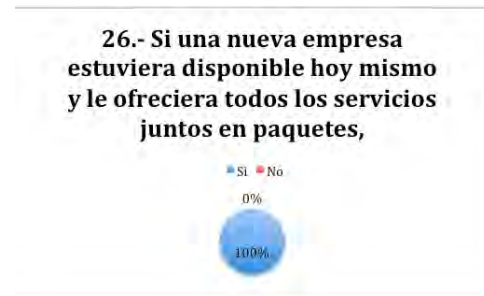 26.- Si una nueva empresa
estuviera disponible hoy mismo
y le ofreciera todos los servicios
juntos en paquetes,
Si No
0%
100%